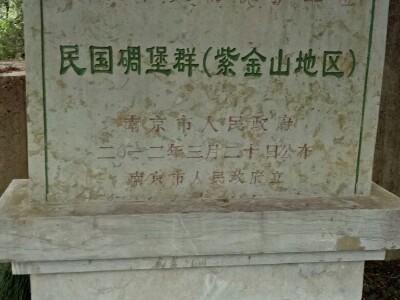 民国碉堡群(紫金山地区)
南京市人民政府
二〇一二年三月二十日公布
南京市人民政府立